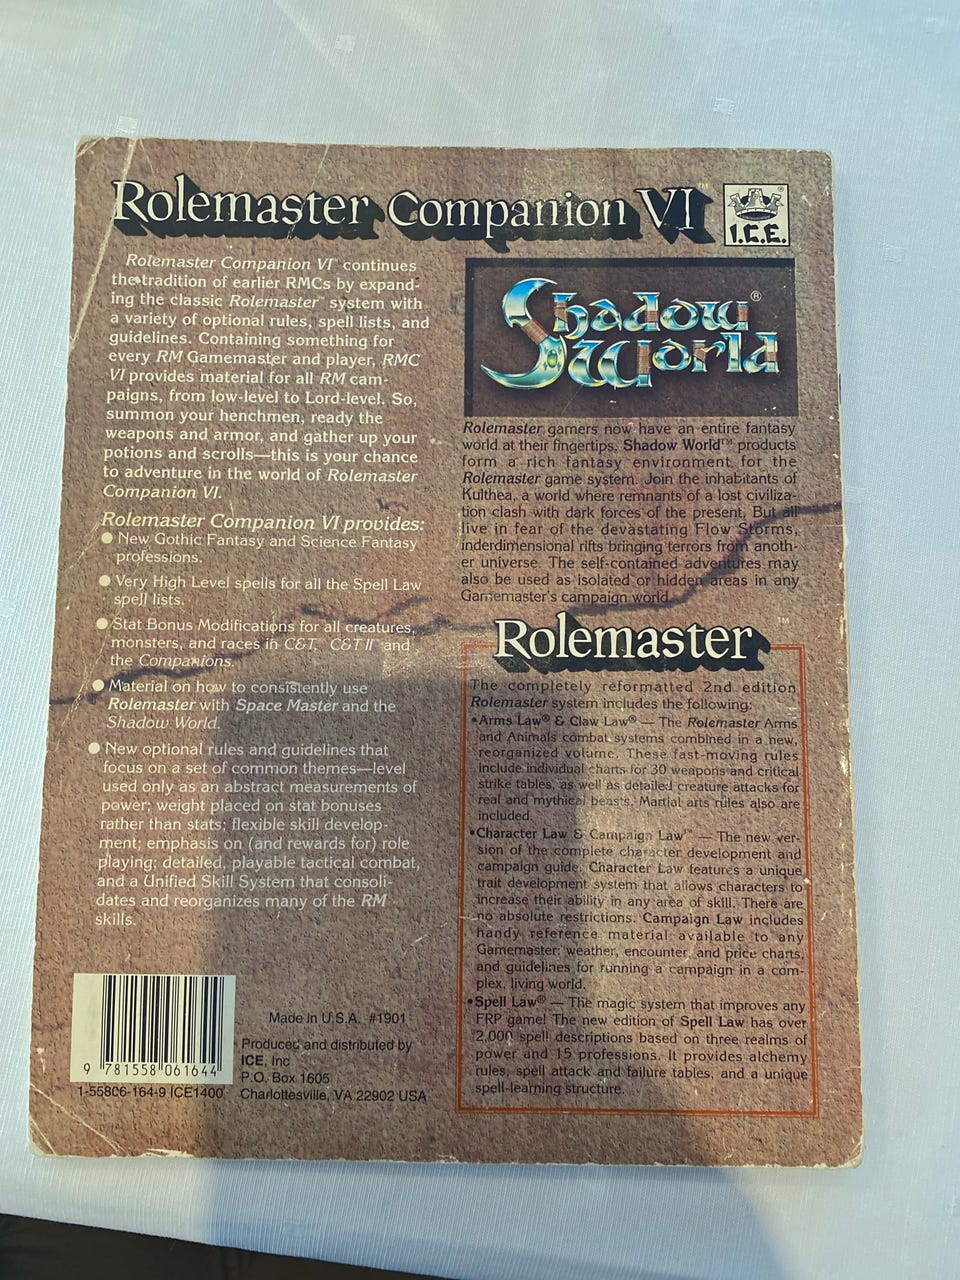 Rolemaster Companion VI™
I.C.E.®
Rolemaster Companion VI™ continues
the tradition of earlier RMCs by expand-
ing the classic Rolemaster™ system with
a variety of optional rules, spell lists, and
guidelines. Containing something for
every RM Gamemaster and player, RMC
VI provides material for all RM cam-
paigns, from low-level to Lord-level. So,
summon your henchmen, ready the
weapons and armor, and gather up your
potions and scrolls—this is your chance
to adventure in the world of Rolemaster
Companion VI.
Rolemaster Companion VI provides:
● New Gothic Fantasy and Science Fantasy
professions.
● Very High Level spells for all the Spell Law
spell lists.
● Stat Bonus Modifications for all creatures,
monsters, and races in C&T, C&T II and
the Companions.
● Material on how to consistently use
Rolemaster with Space Master and the
Shadow World.
● New optional rules and guidelines that
focus on a set of common themes—level
used only as an abstract measurements of
power; weight placed on stat bonuses
rather than stats; flexible skill develop-
ment; emphasis on (and rewards for) role
playing; detailed, playable tactical combat,
and a Unified Skill System that consoli-
dates and reorganizes many of the RM
skills.
9 781558 061644
1-55806-164-9 ICE1400
Made in U.S.A. #1901
Produced and distributed by
ICE, Inc
P.O. Box 1605
Charlottesville, VA 22902 USA
Shadow
World®
Rolemaster gamers now have an entire fantasy
world at their fingertips. Shadow World™ products
form a rich fantasy environment for the
Rolemaster game system. Join the inhabitants of
Kulthea, a world where remnants of a lost civiliza-
tion clash with dark forces of the present. But all
live in fear of the devastating Flow Storms,
inderdimensional rifts bringing terrors from anoth-
er universe. The self-contained adventures may
also be used as isolated or hidden areas in any
Gamemaster's campaign world.
Rolemaster™
The completely reformatted 2nd edition
Rolemaster system includes the following:
•Arms Law® & Claw Law® — The Rolemaster Arms
and Animals combat systems combined in a new,
reorganized volume. These fast-moving rules
include individual charts for 30 weapons and critical
strike tables, as well as detailed creature attacks for
real and mythical beasts. Martial arts rules also are
included.
•Character Law & Campaign Law™ — The new ver-
sion of the complete character development and
campaign guide. Character Law features a unique
trait development system that allows characters to
increase their ability in any area of skill. There are
no absolute restrictions. Campaign Law includes
handy reference material available to any
Gamemaster: weather, encounter, and price charts,
and guidelines for running a campaign in a com-
plex, living world.
•Spell Law® — The magic system that improves any
FRP game! The new edition of Spell Law has over
2,000 spell descriptions based on three realms of
power and 15 professions. It provides alchemy
rules, spell attack and failure tables, and a unique
spell-learning structure.